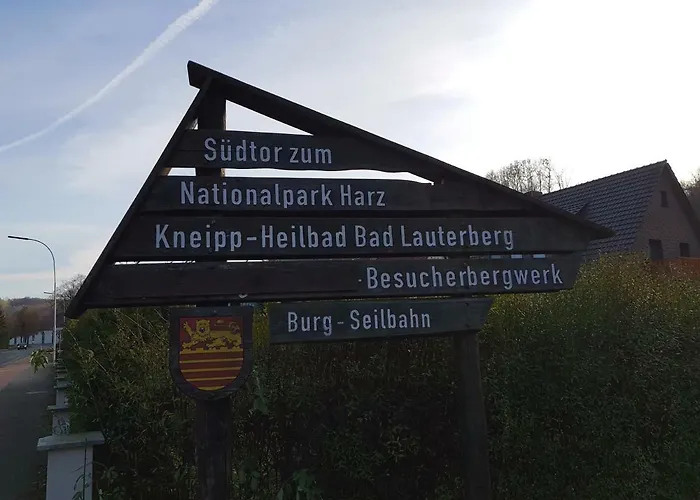 Südtor zum
Nationalpark Harz
Kneipp-Heilbad Bad Lauterberg
Besucherbergwerk
Burg-Seilbahn